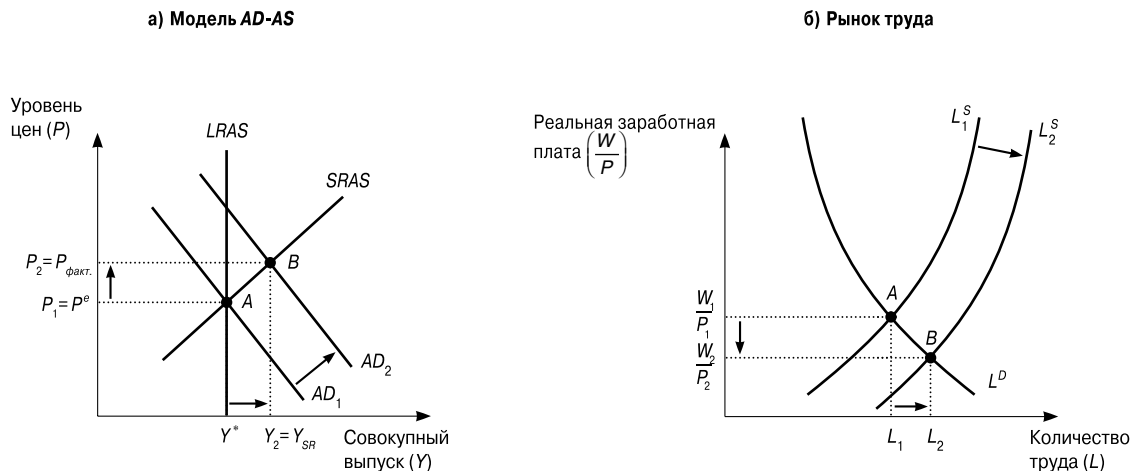 а) Модель AD-AS
Уровень
цен (P)
LRAS
SRAS
P₂ = Pфакт.
B
P₁ = Pᵉ
A
AD₂
AD₁
Y*
Y₂ = Y_SR
Совокупный
выпуск (Y)
б) Рынок труда
Реальная заработная
плата (W/P)
L₁ˢ
L₂ˢ
A
W₁/P₁
B
W₂/P₂
Lᴰ
L₁
L₂
Количество
труда (L)